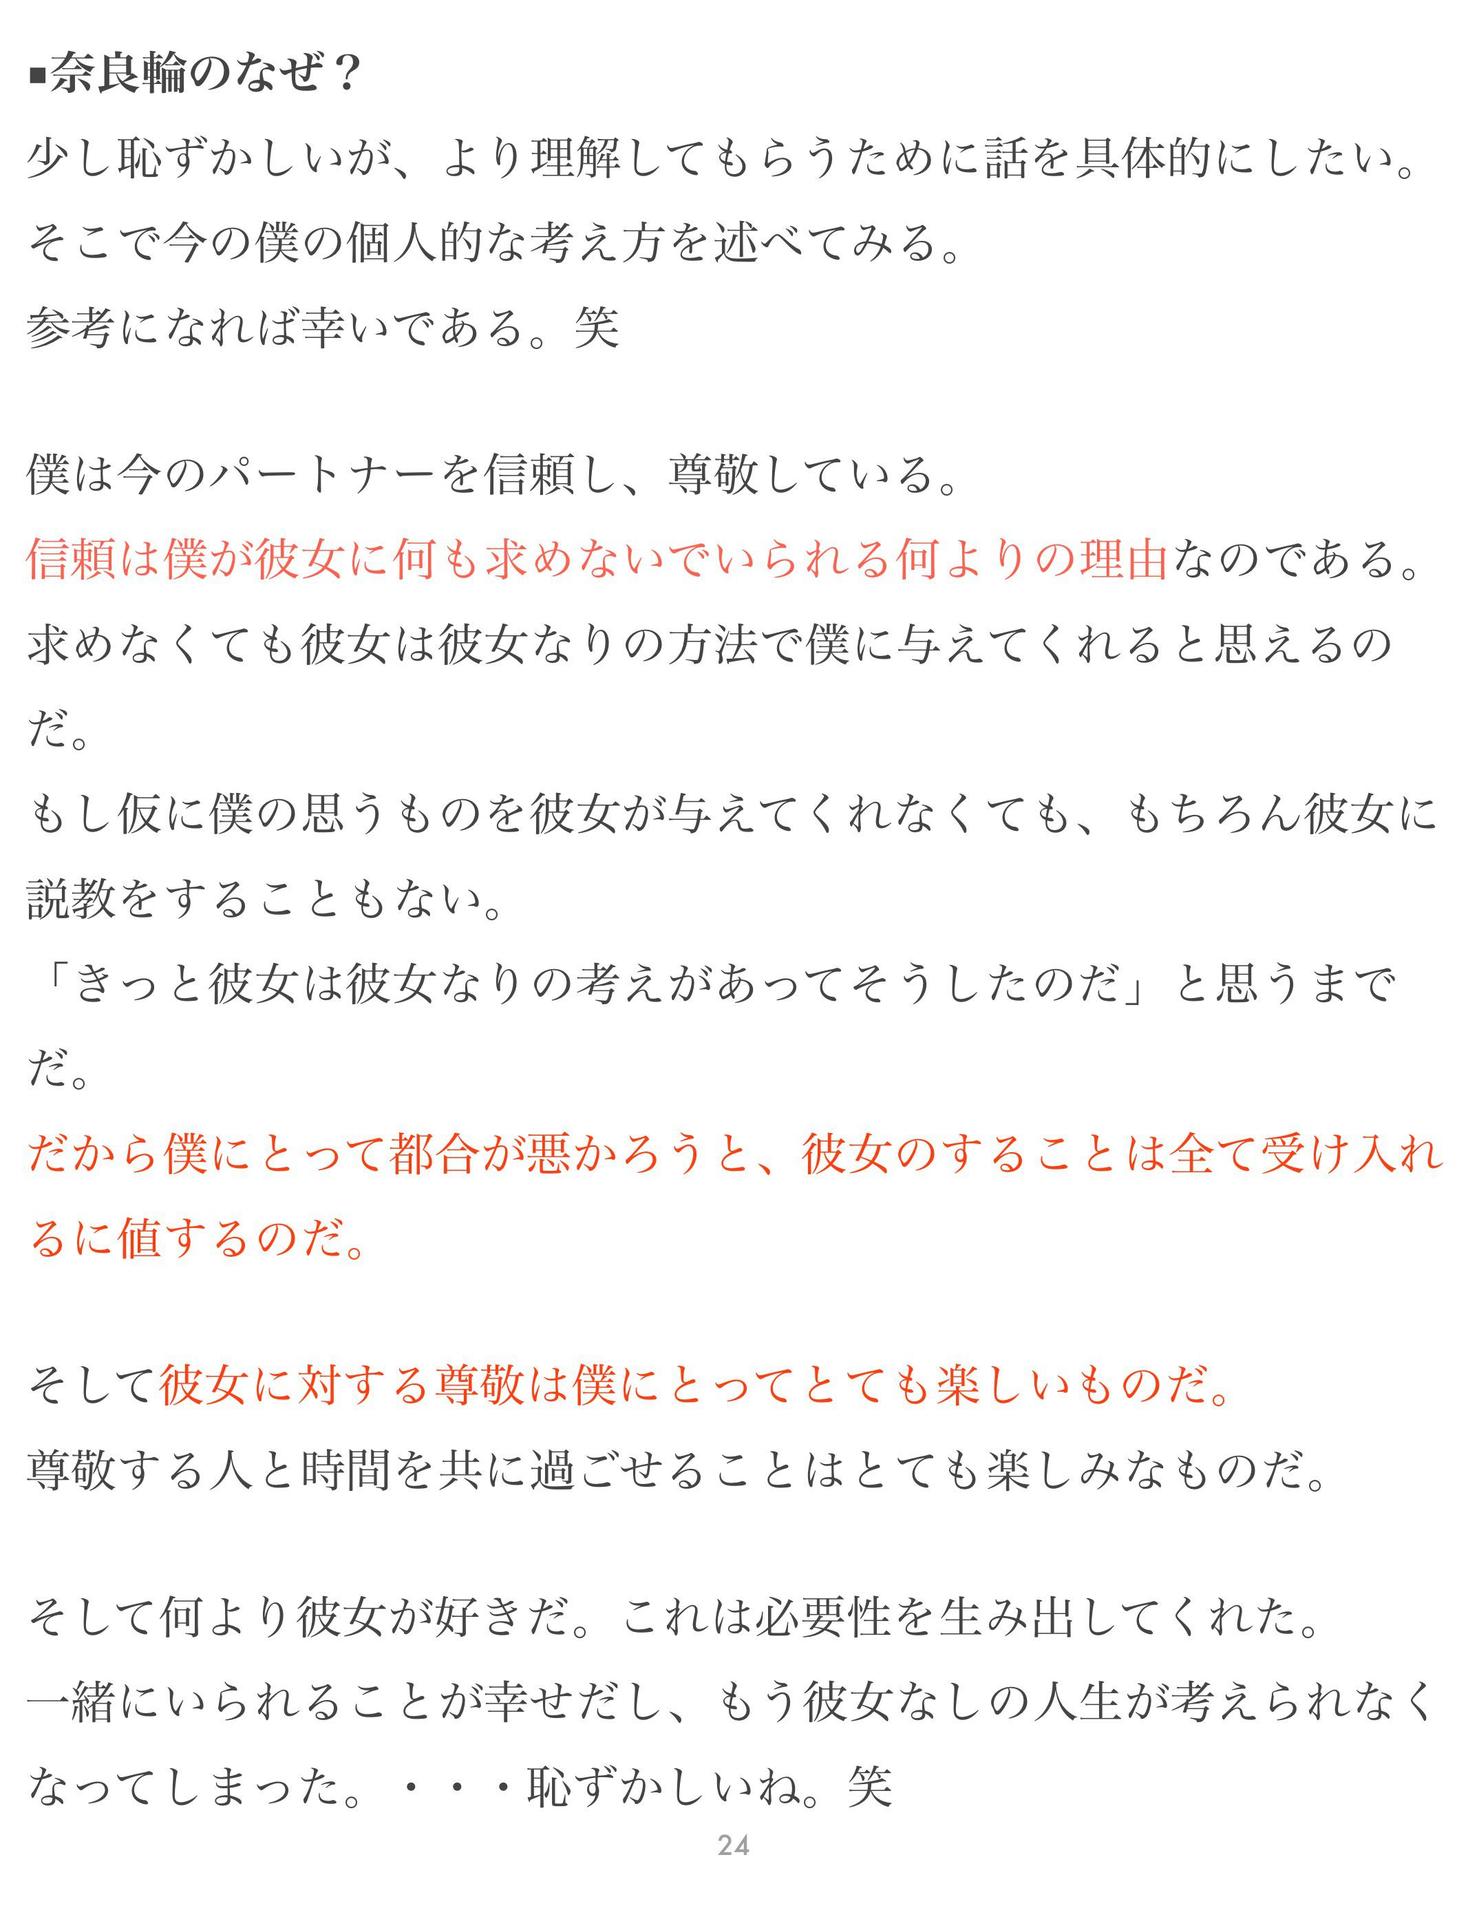 ▪奈良輪のなぜ？
少し恥ずかしいが、より理解してもらうために話を具体的にしたい。
そこで今の僕の個人的な考え方を述べてみる。
参考になれば幸いである。笑
僕は今のパートナーを信頼し、尊敬している。
信頼は僕が彼女に何も求めないでいられる何よりの理由なのである。
求めなくても彼女は彼女なりの方法で僕に与えてくれると思えるの
だ。
もし仮に僕の思うものを彼女が与えてくれなくても、もちろん彼女に
説教をすることもない。
「きっと彼女は彼女なりの考えがあってそうしたのだ」と思うまで
だ。
だから僕にとって都合が悪かろうと、彼女のすることは全て受け入れ
るに値するのだ。
そして彼女に対する尊敬は僕にとってとても楽しいものだ。
尊敬する人と時間を共に過ごせることはとても楽しみなものだ。
そして何より彼女が好きだ。これは必要性を生み出してくれた。
一緒にいられることが幸せだし、もう彼女なしの人生が考えられなく
なってしまった。・・・恥ずかしいね。笑
24